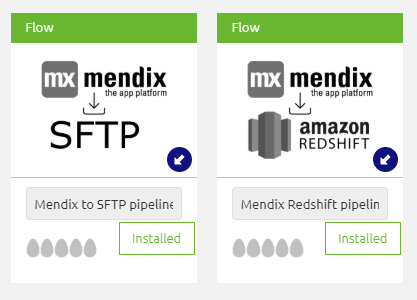 Flow
mx mendix
the app platform
SFTP
Mendix to SFTP pipeline
Installed
Flow
mx mendix
the app platform
amazon
REDSHIFT
Mendix Redshift pipelin
Installed